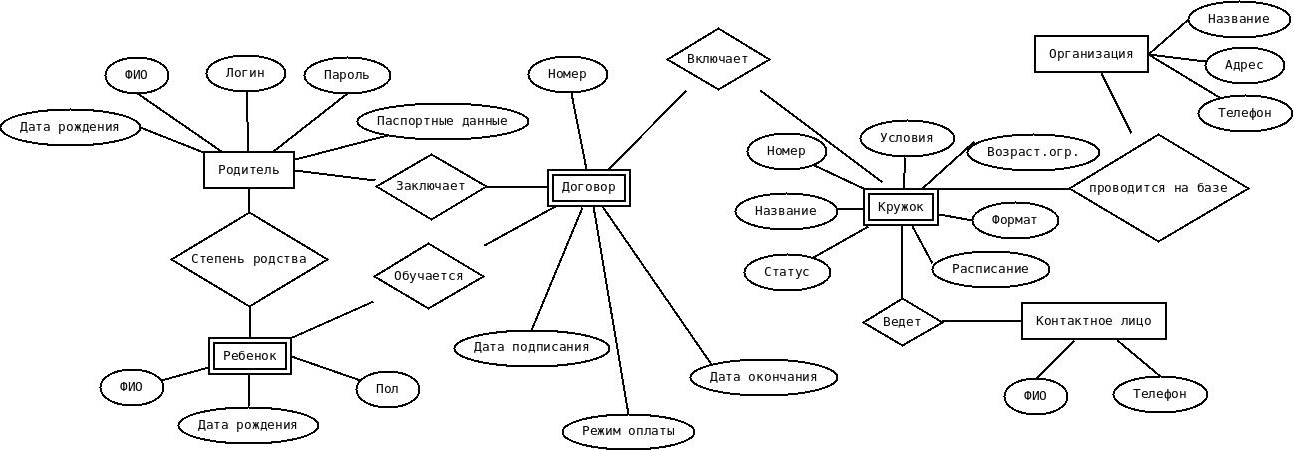 Название
Организация
Адрес
Телефон
Включает
ФИО
Логин
Пароль
Номер
Дата рождения
Паспортные данные
Условия
Номер
Возраст.огр.
Родитель
Заключает
Договор
проводится на базе
Кружок
Название
Формат
Степень родства
Обучается
Статус
Расписание
Ведет
Контактное лицо
Дата подписания
Ребенок
Дата окончания
ФИО
Пол
ФИО
Телефон
Дата рождения
Режим оплаты